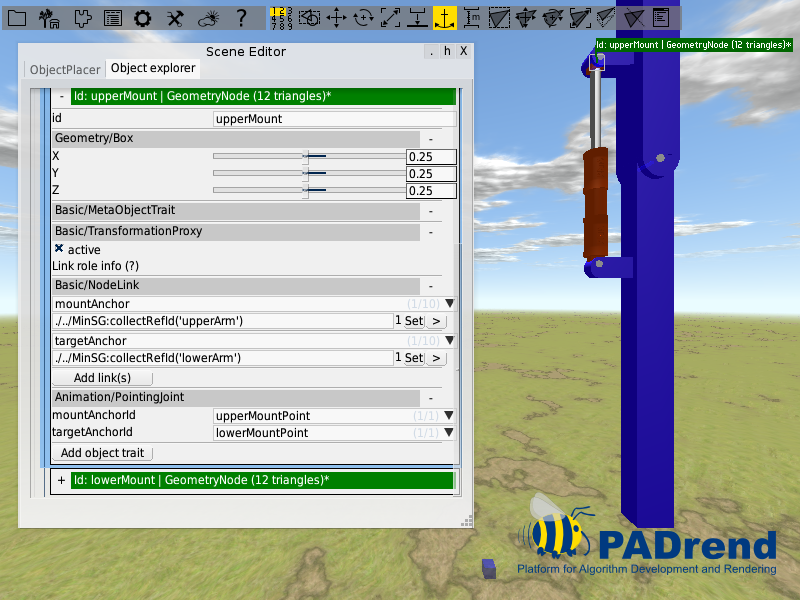 1 2 3
4 5 6
7 8 9
?
Id: upperMount | GeometryNode (12 triangles)*
Scene Editor
. h X
ObjectPlacer Object explorer
- Id: upperMount | GeometryNode (12 triangles)*
id upperMount
Geometry/Box -
X 0.25
Y 0.25
Z 0.25
Basic/MetaObjectTrait -
Basic/TransformationProxy -
active
Link role info (?)
Basic/NodeLink -
mountAnchor (1/10)
./../MinSG:collectRefId('upperArm') 1 Set >
targetAnchor (1/10)
./../MinSG:collectRefId('lowerArm') 1 Set >
Add link(s)
Animation/PointingJoint -
mountAnchorId upperMountPoint (1/1)
targetAnchorId lowerMountPoint (1/1)
Add object trait
+ Id: lowerMount | GeometryNode (12 triangles)*
PADrend
Platform for Algorithm Development and Rendering